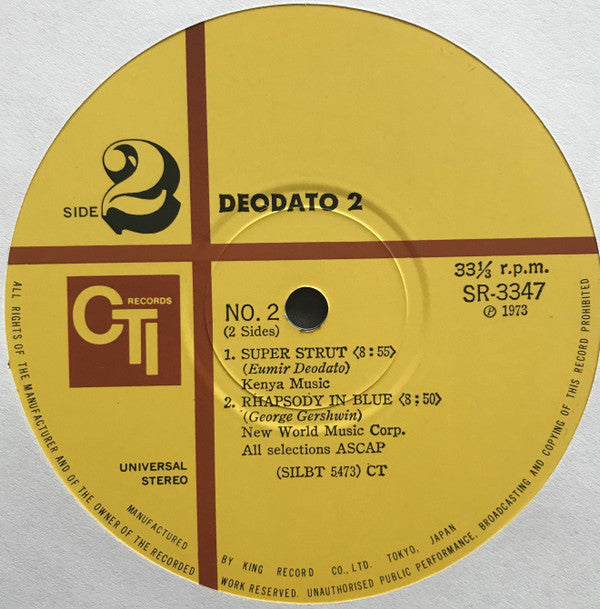 SIDE 2
DEODATO 2
CTI RECORDS
UNIVERSAL
STEREO
33⅓ r.p.m.
SR-3347
℗ 1973
NO. 2
(2 Sides)
1. SUPER STRUT 〈8:55〉
(Eumir Deodato)
Kenya Music
2. RHAPSODY IN BLUE 〈8:50〉
(George Gershwin)
New World Music Corp.
All selections ASCAP
(SILBT 5473) CT
MANUFACTURED BY KING RECORD CO., LTD. TOKYO, JAPAN
ALL RIGHTS OF THE MANUFACTURER AND OF THE OWNER OF THE RECORDED WORK RESERVED. UNAUTHORISED PUBLIC PERFORMANCE, BROADCASTING AND COPYING OF THIS RECORD PROHIBITED